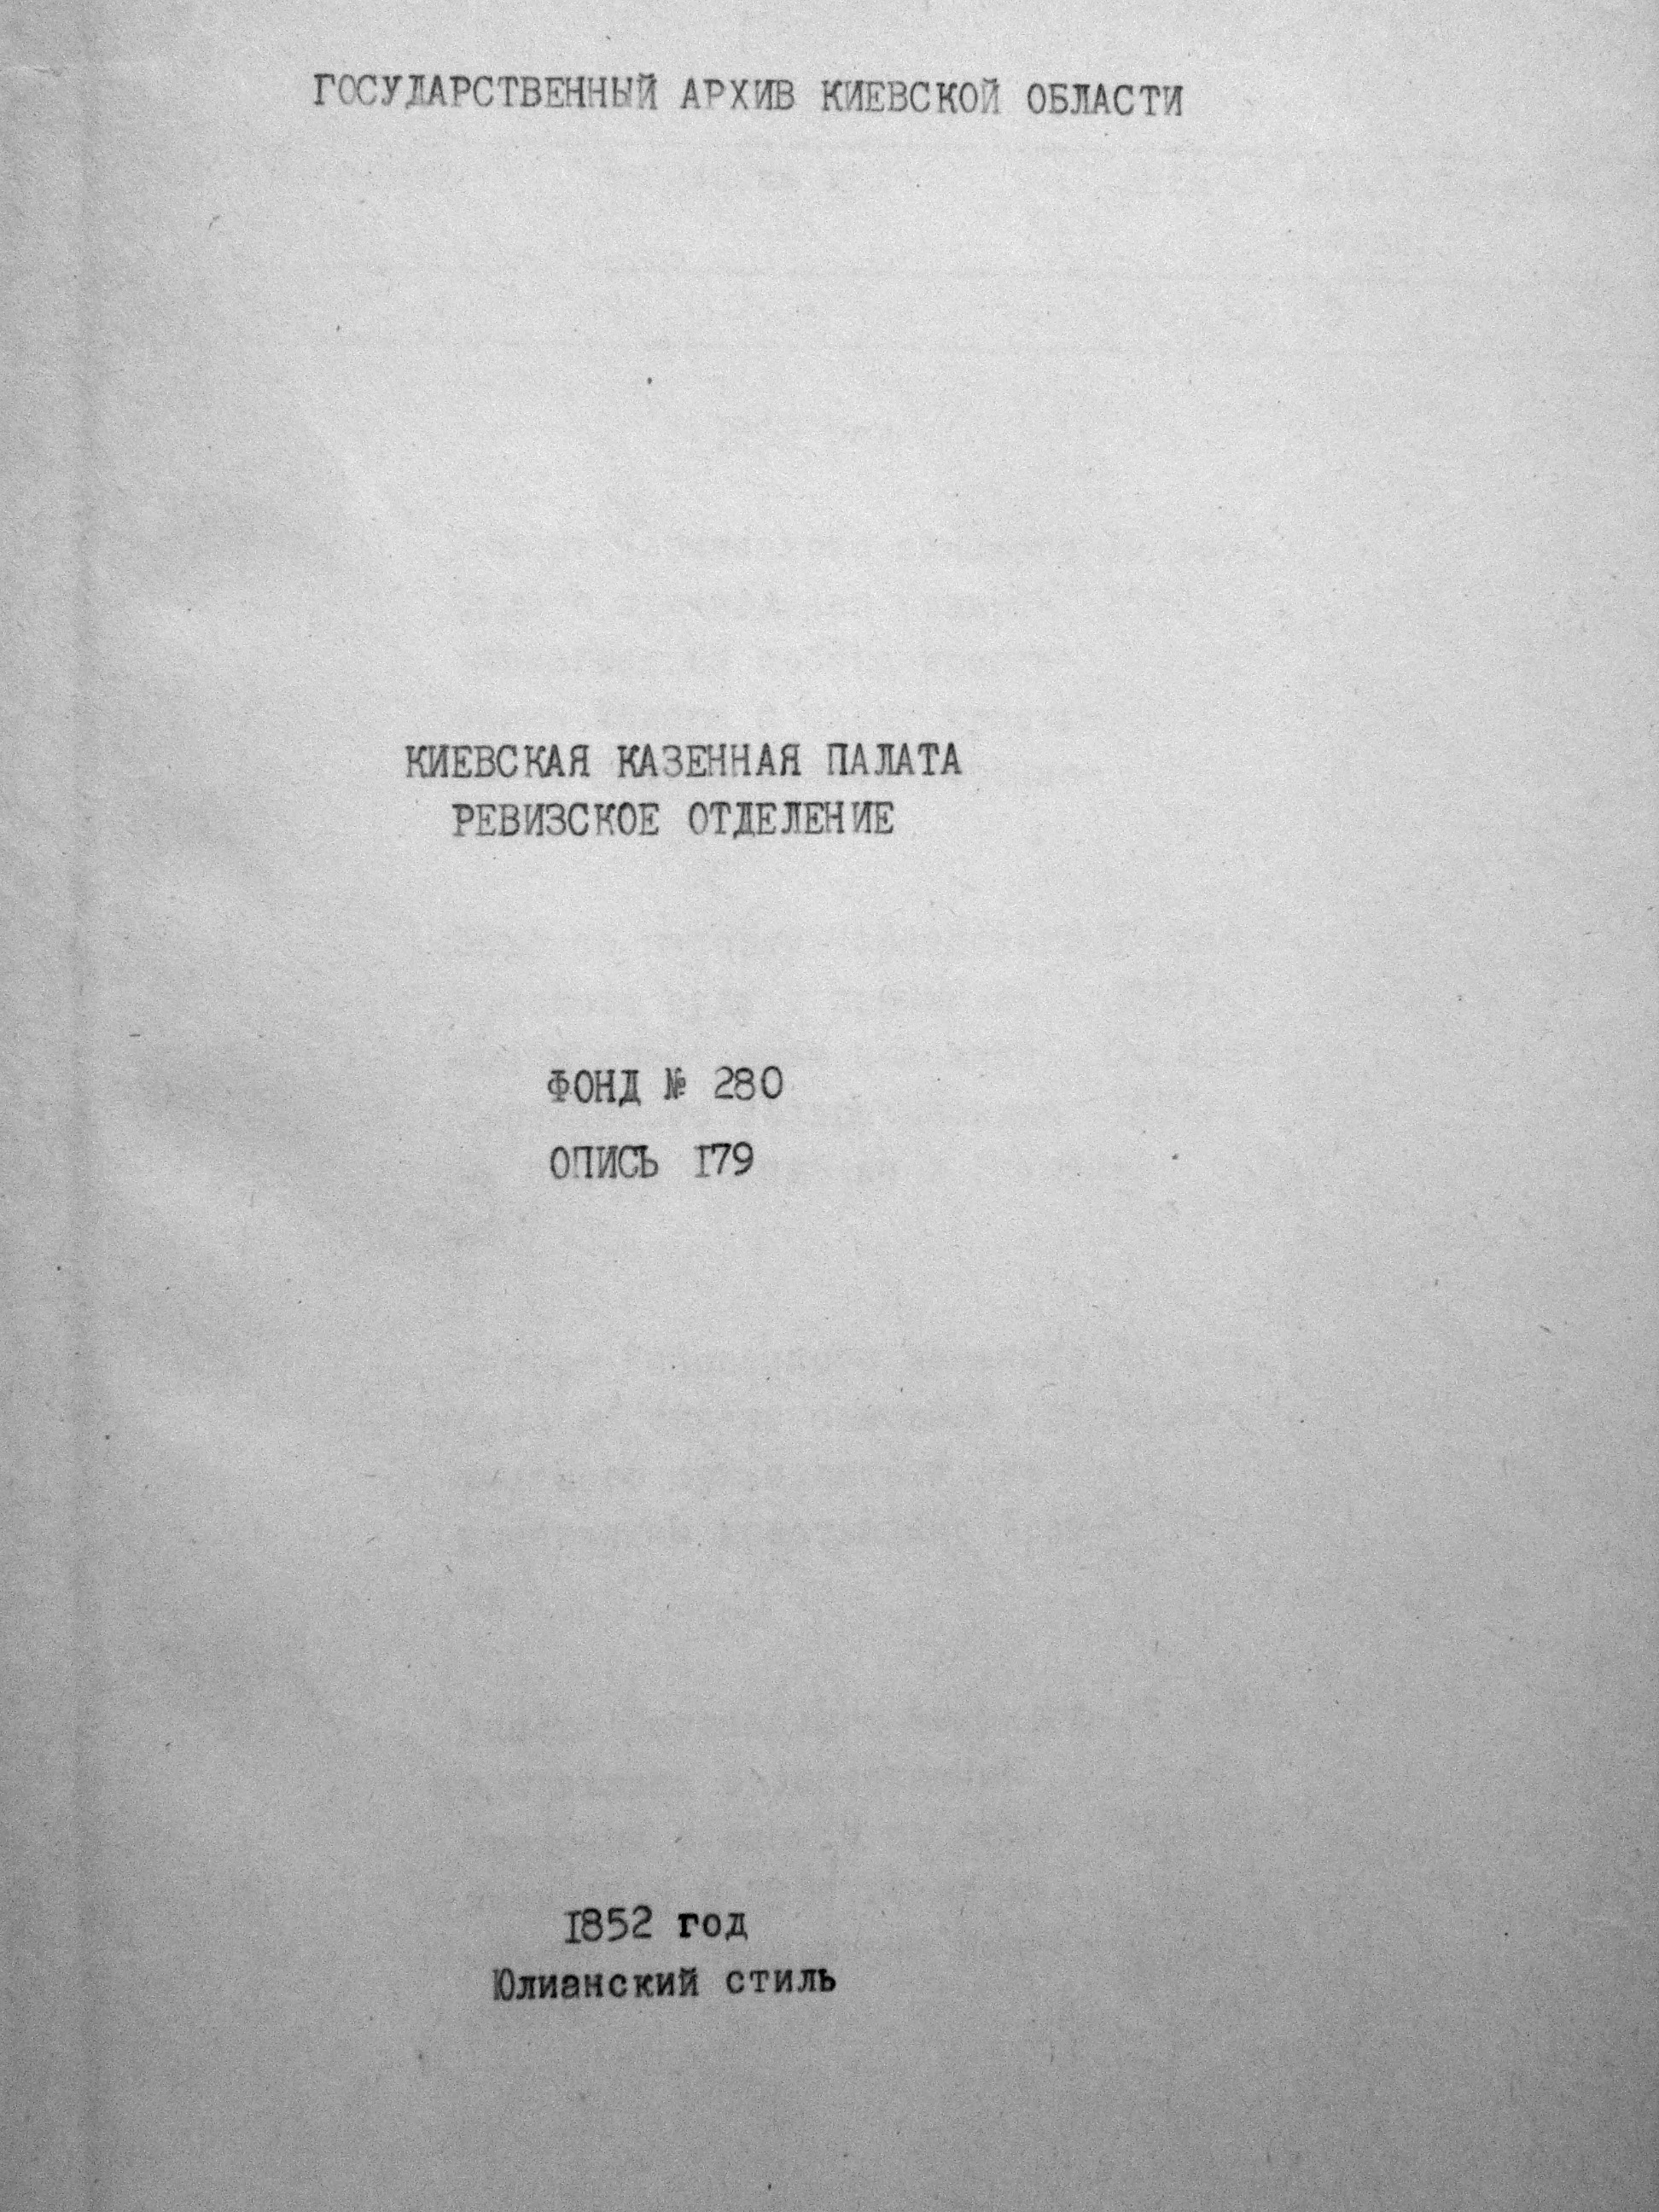 ГОСУДАРСТВЕННЫЙ АРХИВ КИЕВСКОЙ ОБЛАСТИ
КИЕВСКАЯ КАЗЕННАЯ ПАЛАТА
РЕВИЗСКОЕ ОТДЕЛЕНИЕ
ФОНД № 280
ОПИСЬ I79
I852 год
Юлианский стиль